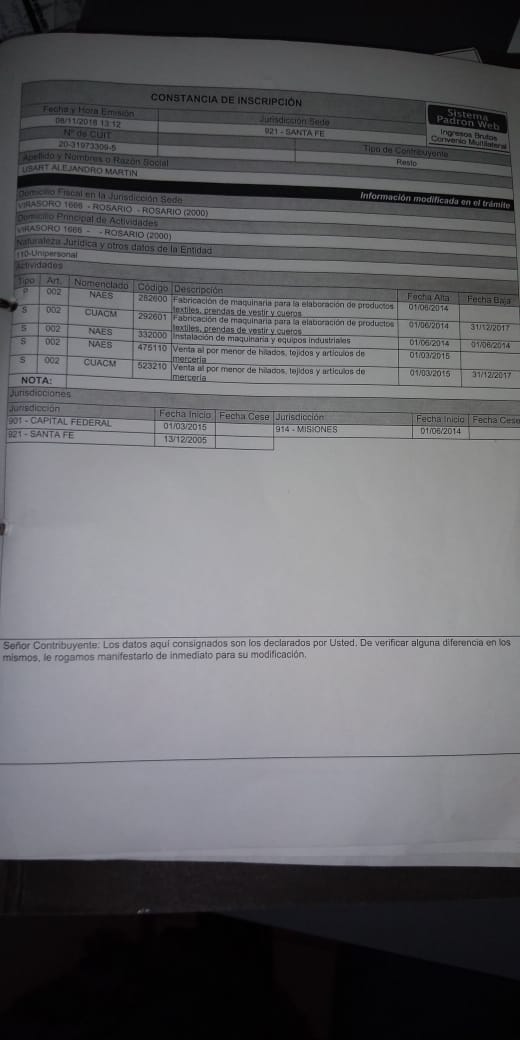 CONSTANCIA DE INSCRIPCIÓN
Sistema
Padron Web
Ingresos Brutos
Convenio Multilateral
Fecha y Hora Emisión
08/11/2018 13:12
Jurisdicción Sede
921 - SANTA FE
Nº de CUIT
20-31973309-5
Tipo de Contribuyente
Resto
Apellido y Nombres o Razón Social
USART ALEJANDRO MARTIN
Información modificada en el trámite
Domicilio Fiscal en la Jurisdicción Sede
VIRASORO 1666 - ROSARIO - ROSARIO (2000)
Domicilio Principal de Actividades
VIRASORO 1666 - - ROSARIO (2000)
Naturaleza Jurídica y otros datos de la Entidad
110-Unipersonal
Actividades
Tipo Art. Nomenclado Código Descripción Fecha Alta Fecha Baja
P 002 NAES 282600 Fabricación de maquinaria para la elaboración de productos textiles, prendas de vestir y cueros 01/06/2014
S 002 CUACM 292601 Fabricación de maquinaria para la elaboración de productos textiles, prendas de vestir y cueros 01/06/2014 31/12/2017
S 002 NAES 332000 Instalación de maquinaria y equipos industriales 01/06/2014 01/06/2014
S 002 NAES 475110 Venta al por menor de hilados, tejidos y artículos de mercería 01/03/2015
S 002 CUACM 523210 Venta al por menor de hilados, tejidos y artículos de mercería 01/03/2015 31/12/2017
NOTA:
Jurisdicciones
Jurisdicción Fecha Inicio Fecha Cese Jurisdicción Fecha Inicio Fecha Cese
901 - CAPITAL FEDERAL 01/03/2015 914 - MISIONES 01/06/2014
921 - SANTA FE 13/12/2005
Señor Contribuyente: Los datos aquí consignados son los declarados por Usted. De verificar alguna diferencia en los
mismos, le rogamos manifestarlo de inmediato para su modificación.